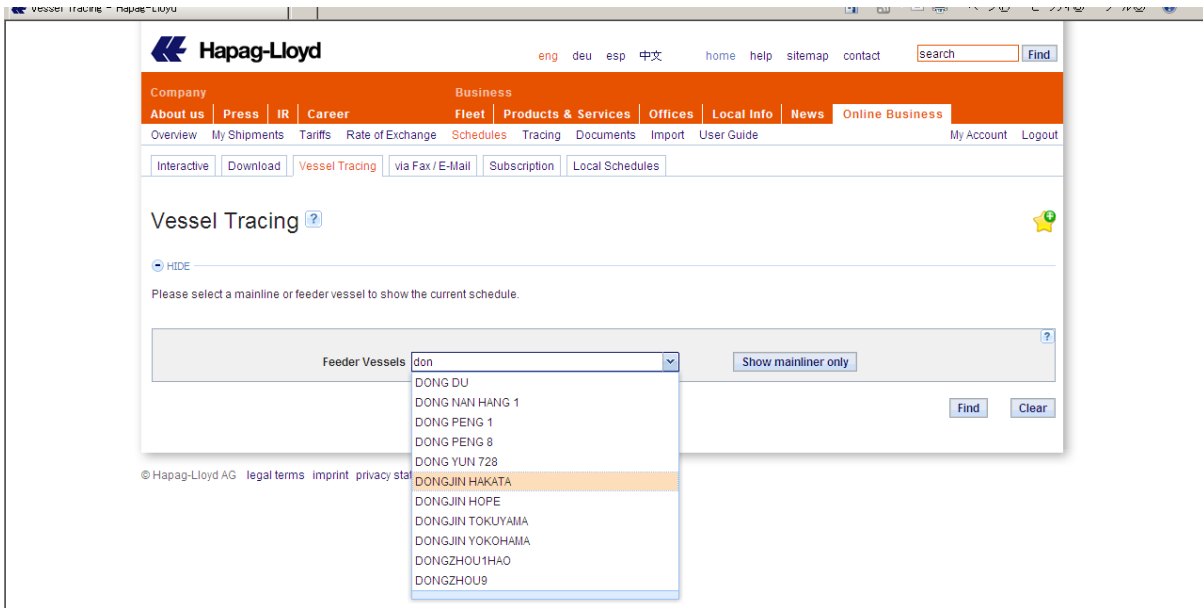 Vessel Tracing - Hapag-Lloyd
Hapag-Lloyd
eng deu esp 中文 home help sitemap contact search Find
Company Business
About us Press IR Career Fleet Products & Services Offices Local Info News Online Business
Overview My Shipments Tariffs Rate of Exchange Schedules Tracing Documents Import User Guide My Account Logout
Interactive Download Vessel Tracing via Fax / E-Mail Subscription Local Schedules
Vessel Tracing ?
HIDE
Please select a mainline or feeder vessel to show the current schedule.
?
Feeder Vessels don Show mainliner only
DONG DU
DONG NAN HANG 1
DONG PENG 1
DONG PENG 8
DONG YUN 728
DONGJIN HAKATA
DONGJIN HOPE
DONGJIN TOKUYAMA
DONGJIN YOKOHAMA
DONGZHOU1HAO
DONGZHOU9
Find Clear
© Hapag-Lloyd AG legal terms imprint privacy stat